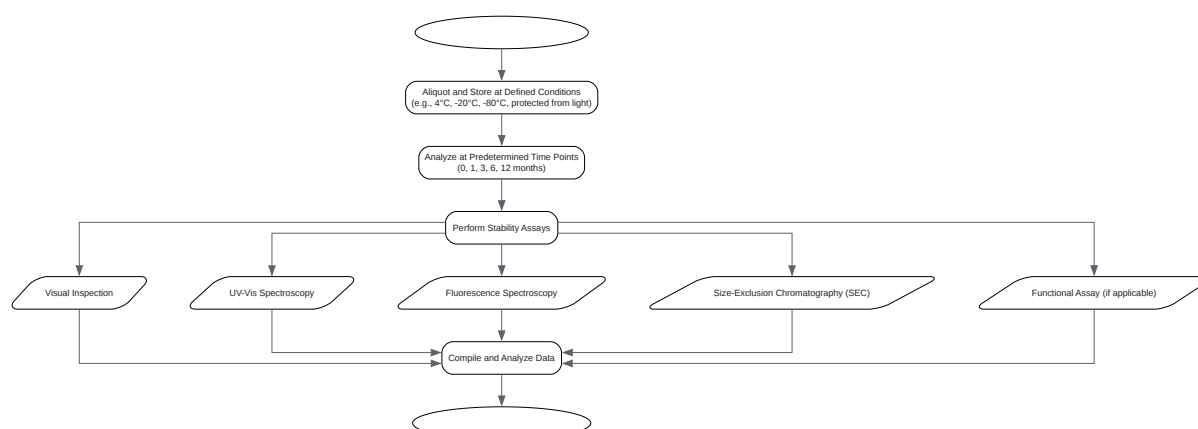 Aliquot and Store at Defined Conditions
(e.g., 4°C, -20°C, -80°C, protected from light)
Analyze at Predetermined Time Points
(0, 1, 3, 6, 12 months)
Perform Stability Assays
Visual Inspection
UV-Vis Spectroscopy
Fluorescence Spectroscopy
Size-Exclusion Chromatography (SEC)
Functional Assay (if applicable)
Compile and Analyze Data